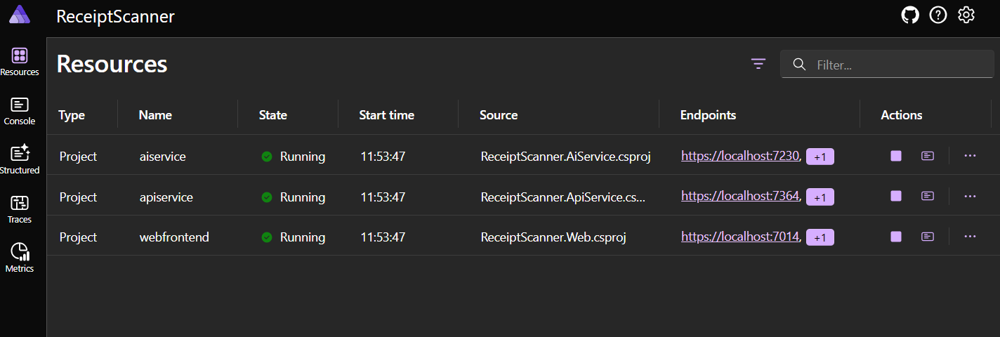 ReceiptScanner
Resources
Console
Structured
Traces
Metrics
Resources
Filter...
Type Name State Start time Source Endpoints Actions
Project aiservice Running 11:53:47 ReceiptScanner.AiService.csproj https://localhost:7230, +1
Project apiservice Running 11:53:47 ReceiptScanner.ApiService.cs... https://localhost:7364, +1
Project webfrontend Running 11:53:47 ReceiptScanner.Web.csproj https://localhost:7014, +1